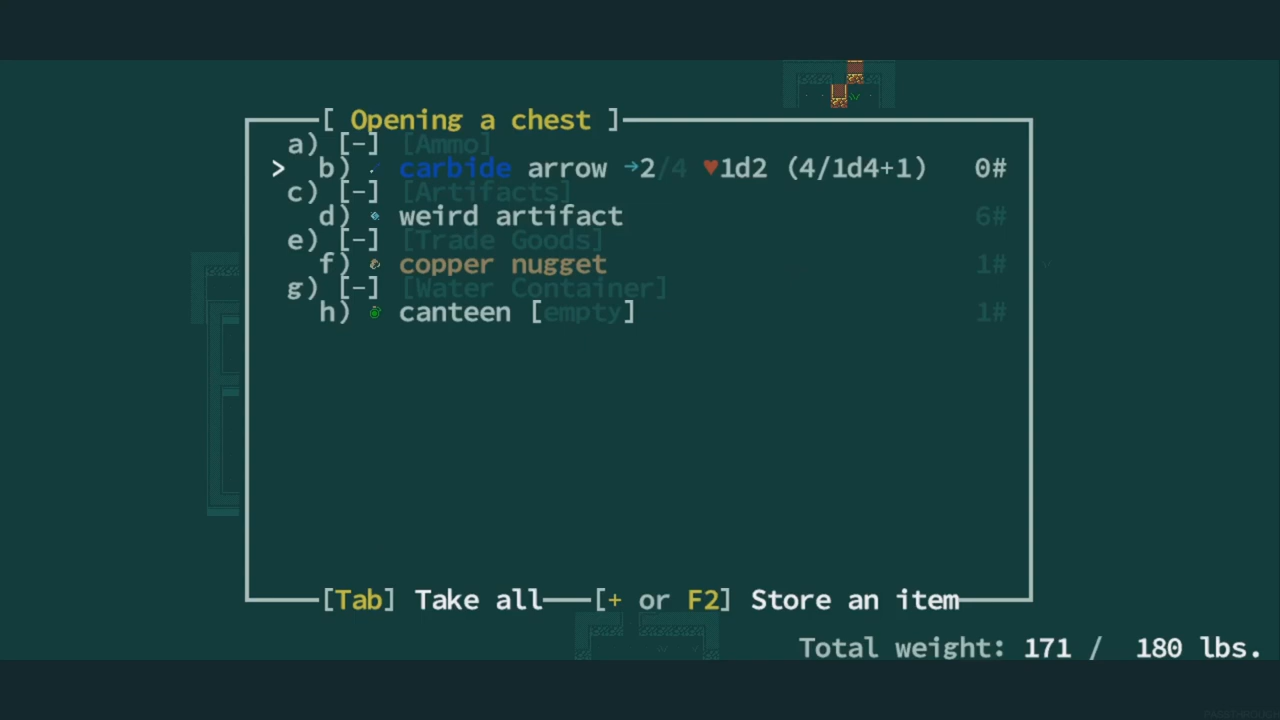 [ Opening a chest ]
a) [-] [Ammo]
> b) carbide arrow →2/4 ♥1d2 (4/1d4+1) 0#
c) [-] [Artifacts]
d) weird artifact 6#
e) [-] [Trade Goods]
f) copper nugget 1#
g) [-] [Water Container]
h) canteen [empty] 1#
[Tab] Take all [+ or F2] Store an item
Total weight: 171 / 180 lbs.